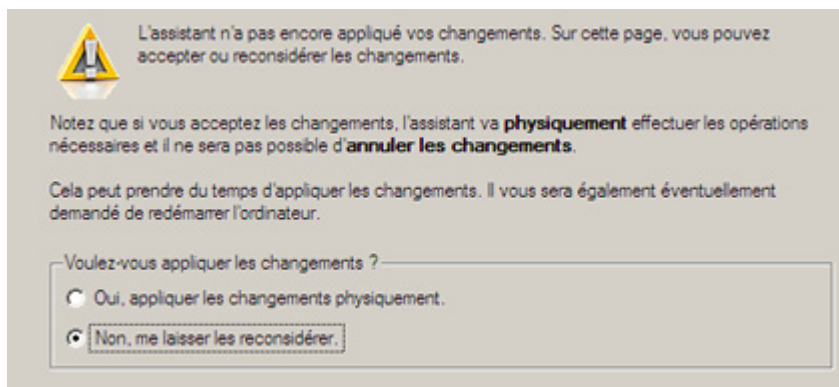 L'assistant n'a pas encore appliqué vos changements. Sur cette page, vous pouvez
accepter ou reconsidérer les changements.
Notez que si vous acceptez les changements, l'assistant va physiquement effectuer les opérations
nécessaires et il ne sera pas possible d'annuler les changements.
Cela peut prendre du temps d'appliquer les changements. Il vous sera également éventuellement
demandé de redémarrer l'ordinateur.
Voulez-vous appliquer les changements ?
Oui, appliquer les changements physiquement.
Non, me laisser les reconsidérer.